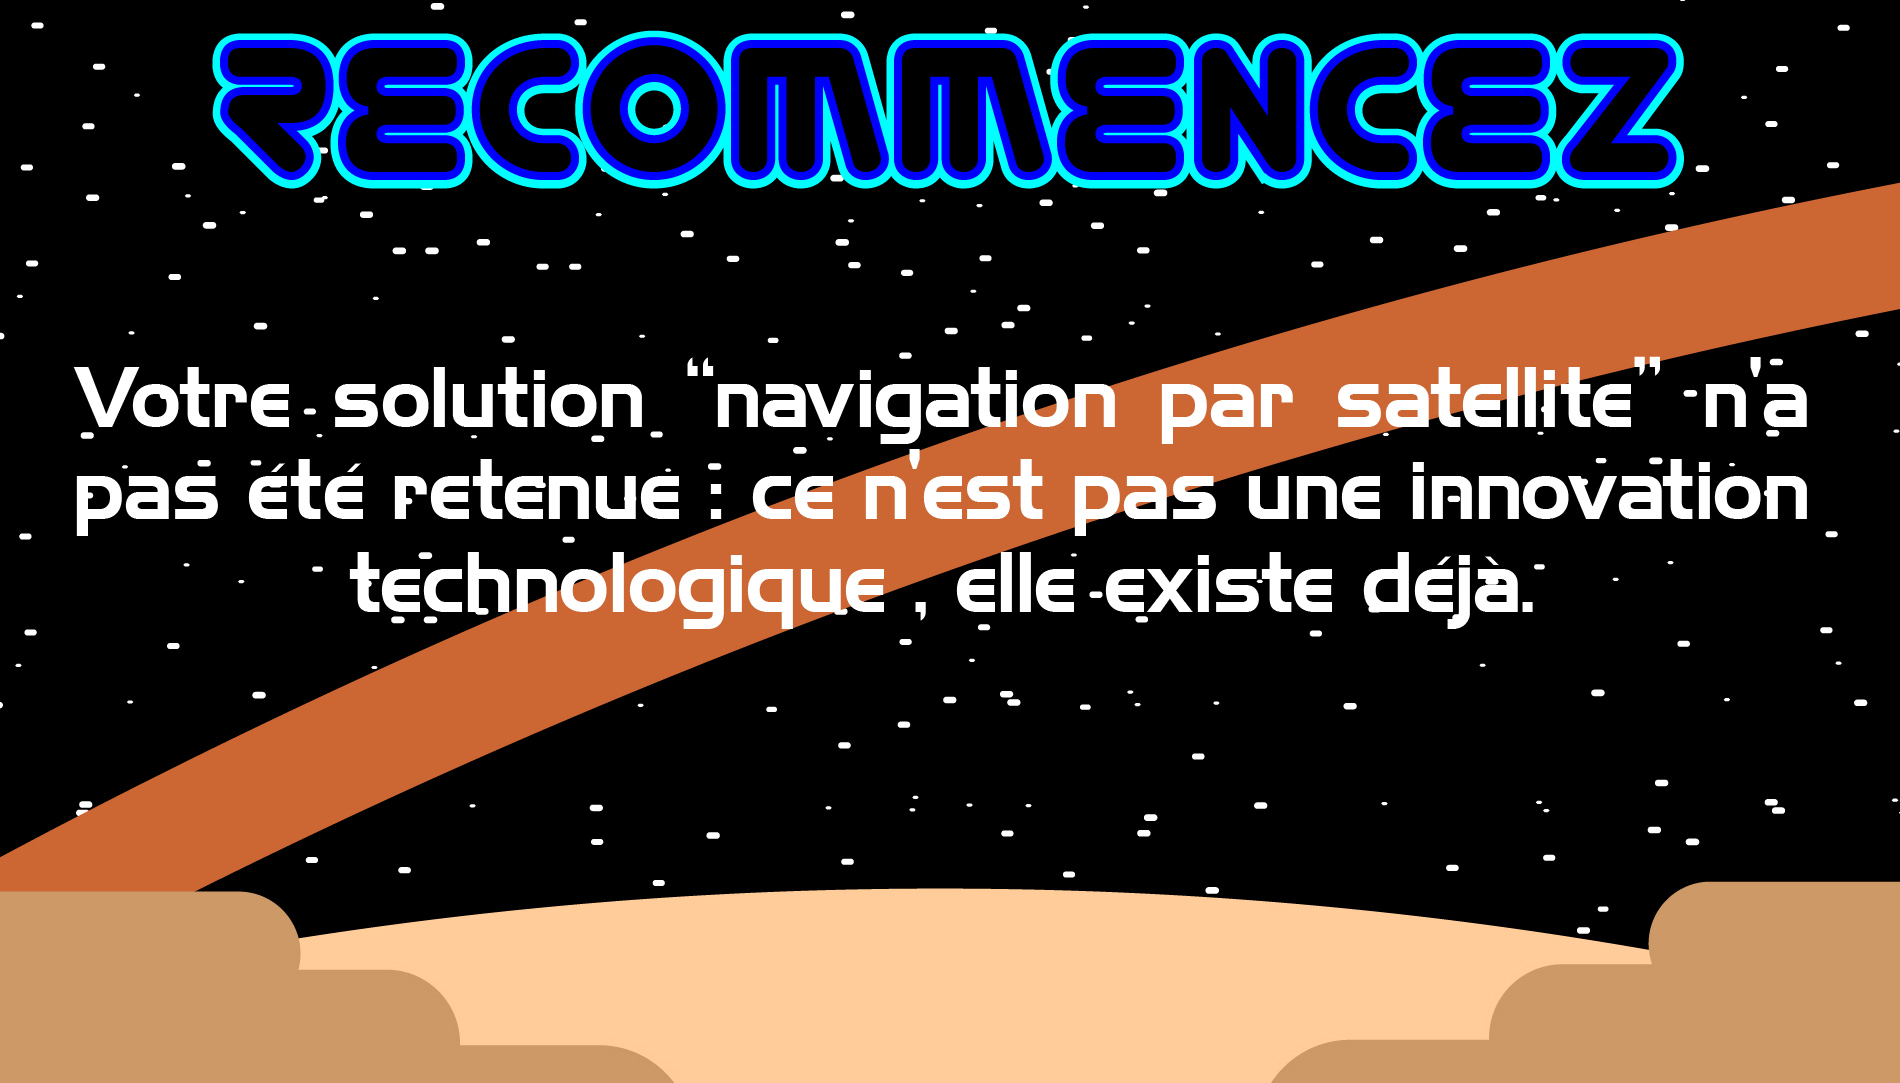 RECOMMENCEZ
Votre solution “navigation par satellite” n'a
pas été retenue : ce n'est pas une innovation
technologique , elle existe déjà.